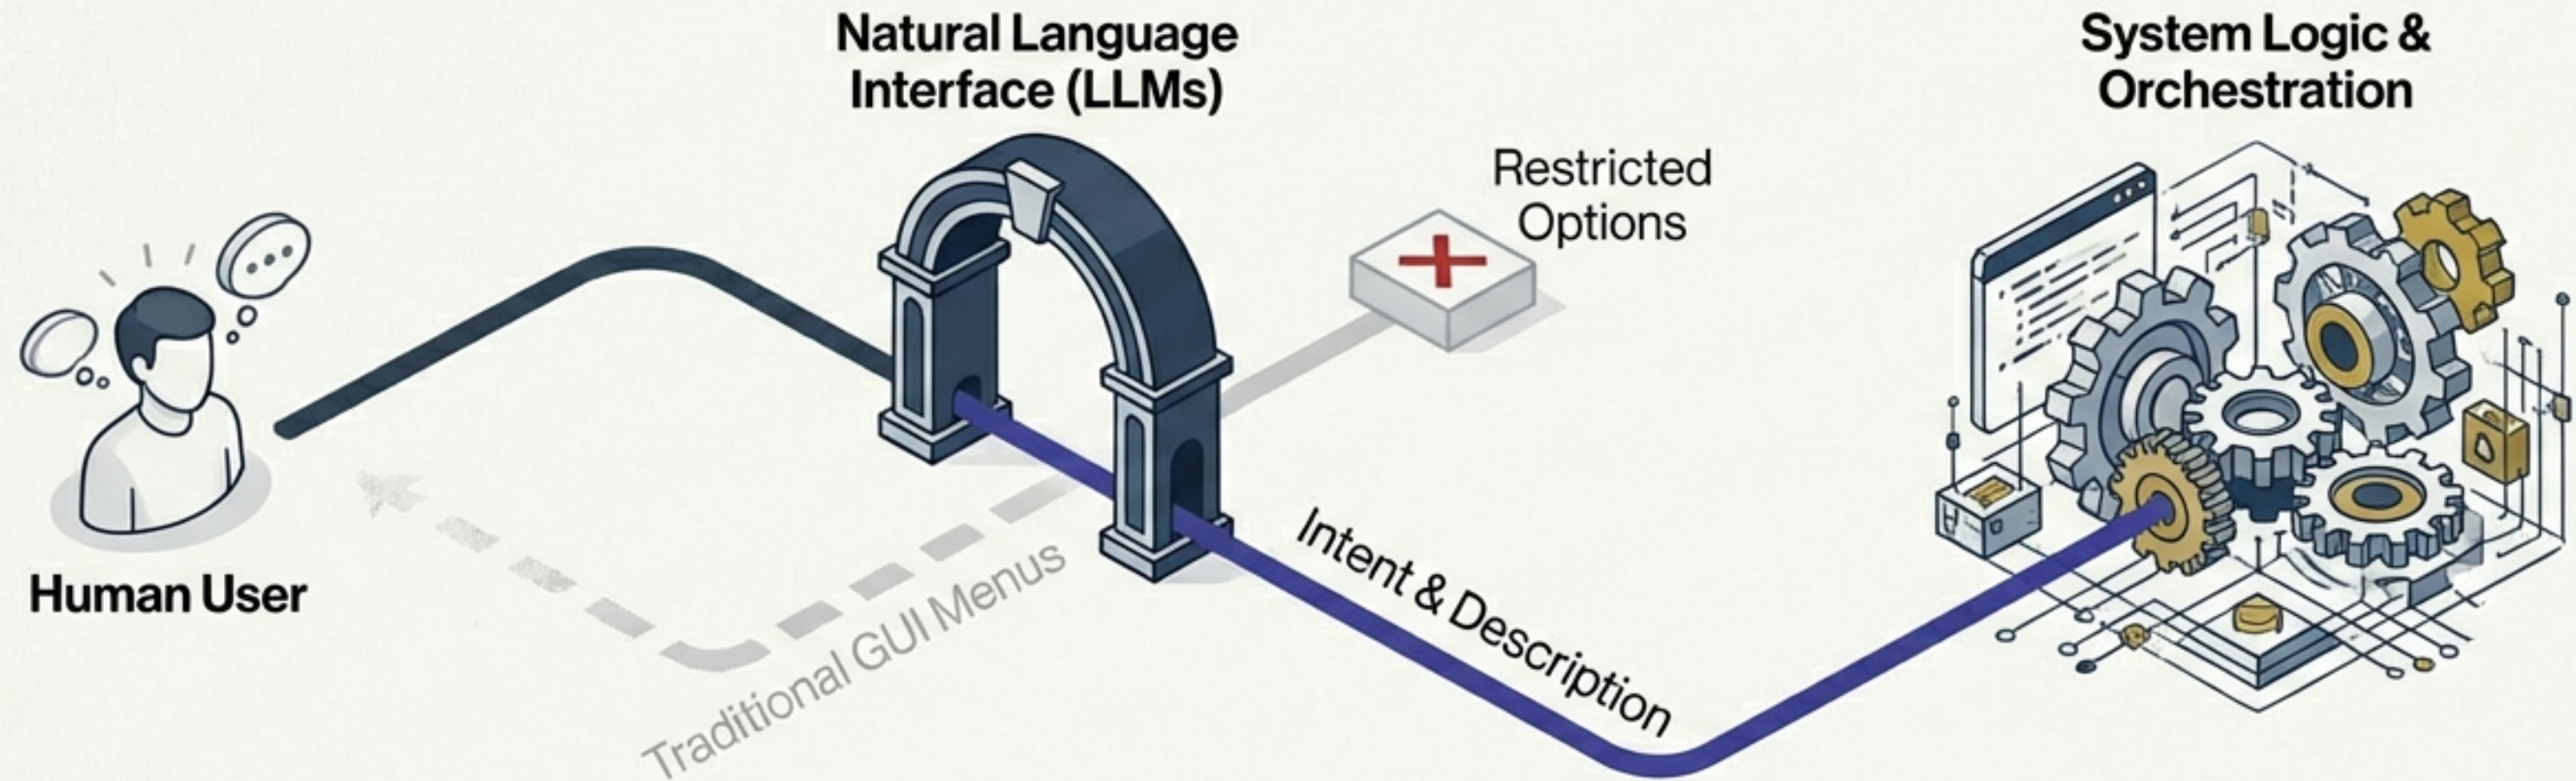 Natural Language
Interface (LLMs)
System Logic &
Orchestration
Restricted
Options
Human User
Traditional GUI Menus
Intent & Description